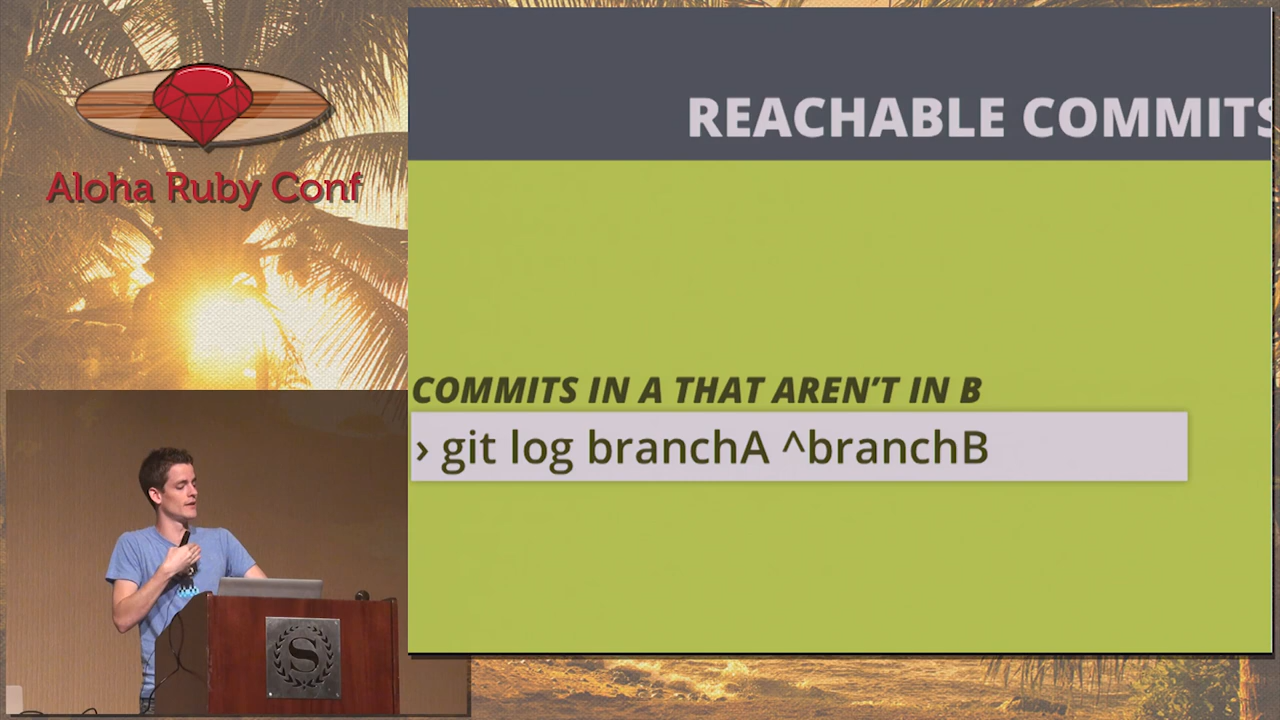 Aloha Ruby Conf
REACHABLE COMMITS
COMMITS IN A THAT AREN'T IN B
› git log branchA ^branchB
S